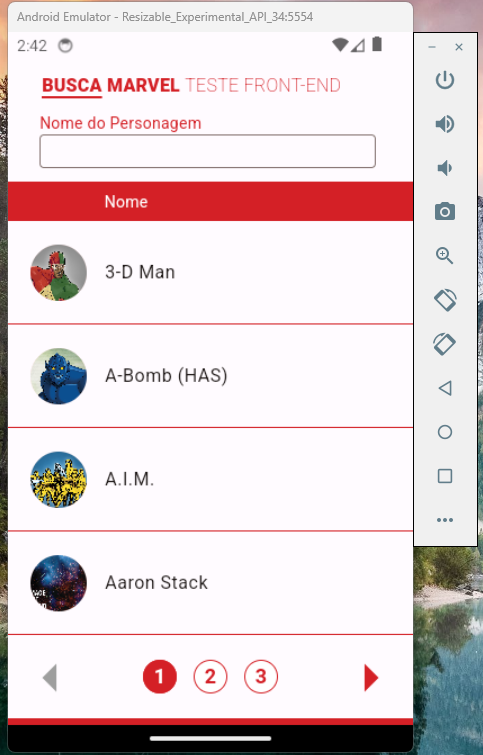 Android Emulator - Resizable_Experimental_API_34:5554
2:42
BUSCA MARVEL TESTE FRONT-END
Nome do Personagem
Nome
3-D Man
A-Bomb (HAS)
A.I.M.
Aaron Stack
1 2 3